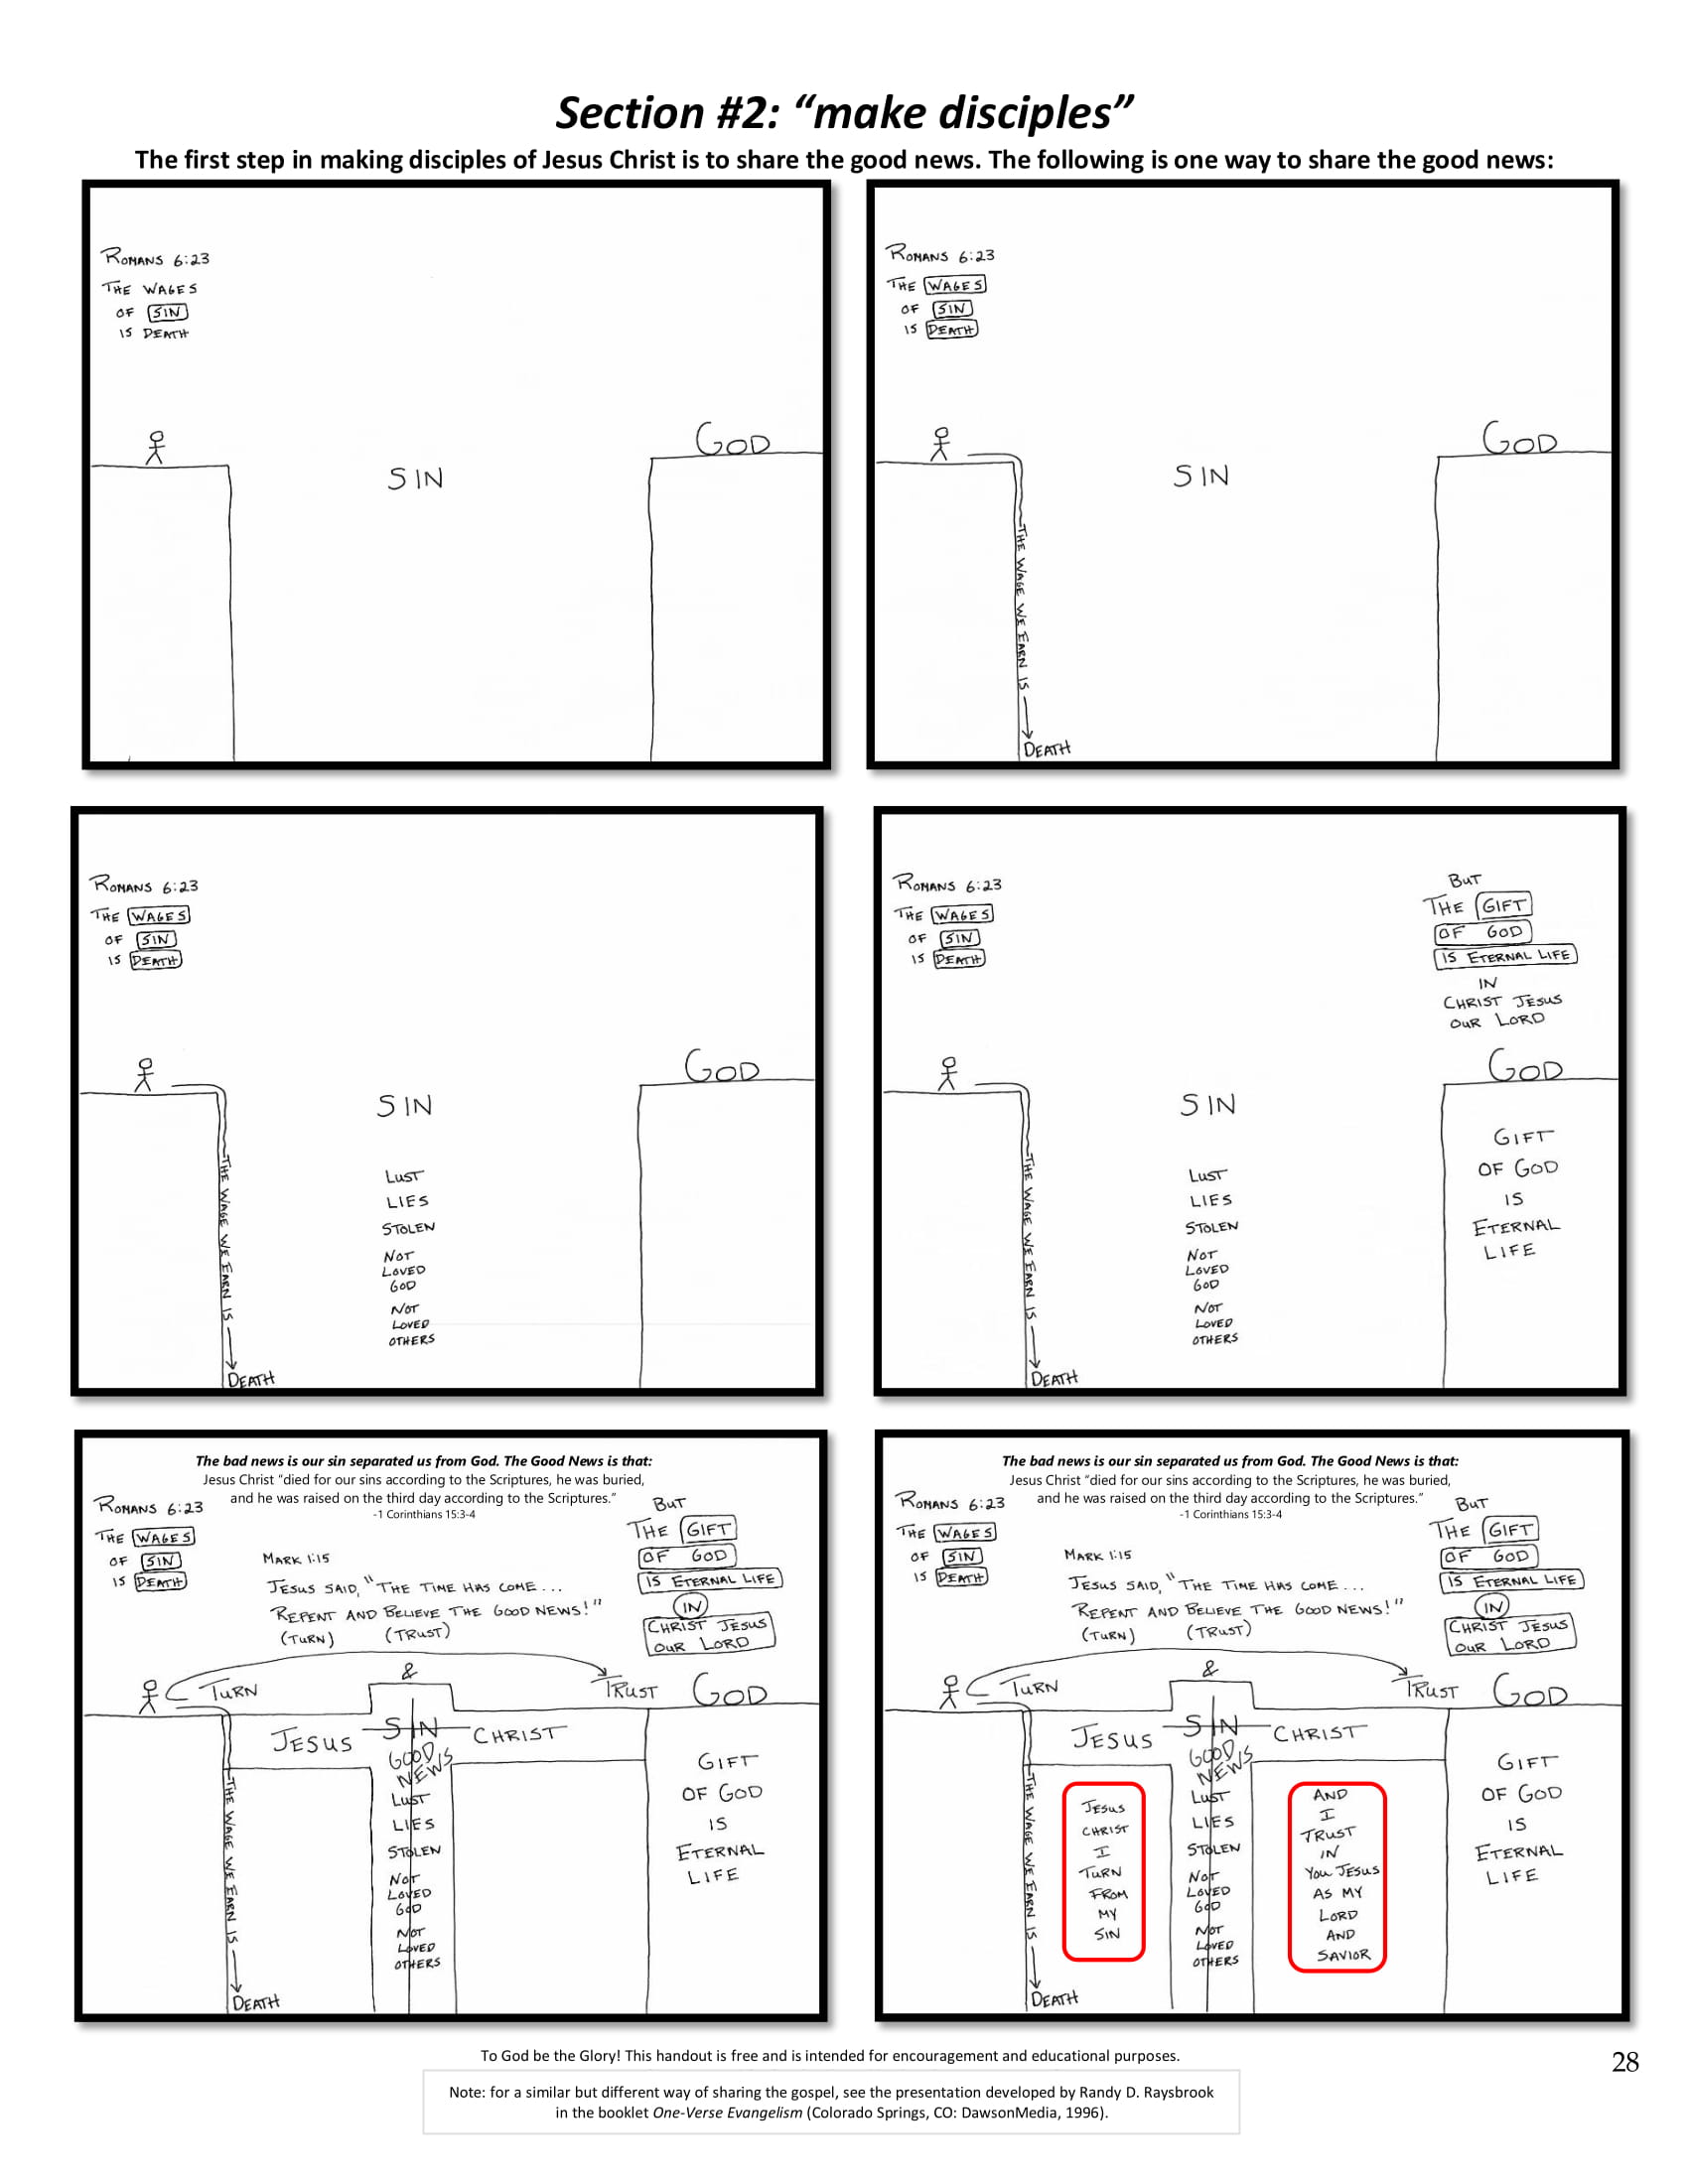 Section #2: “make disciples”
The first step in making disciples of Jesus Christ is to share the good news. The following is one way to share the good news:
ROMANS 6:23
THE WAGES
OF SIN
IS DEATH
GOD
SIN
ROMANS 6:23
THE WAGES
OF SIN
IS DEATH
GOD
SIN
THE WAGE WE EARN IS
DEATH
ROMANS 6:23
THE WAGES
OF SIN
IS DEATH
GOD
SIN
LUST
LIES
STOLEN
NOT
LOVED
GOD
NOT
LOVED
OTHERS
THE WAGE WE EARN IS
DEATH
ROMANS 6:23
THE WAGES
OF SIN
IS DEATH
BUT
THE GIFT
OF GOD
IS ETERNAL LIFE
IN
CHRIST JESUS
OUR LORD
GOD
SIN
LUST
LIES
STOLEN
NOT
LOVED
GOD
NOT
LOVED
OTHERS
THE WAGE WE EARN IS
DEATH
GIFT
OF GOD
IS
ETERNAL
LIFE
The bad news is our sin separated us from God. The Good News is that:
Jesus Christ “died for our sins according to the Scriptures, he was buried,
and he was raised on the third day according to the Scriptures.”
-1 Corinthians 15:3-4
ROMANS 6:23
THE WAGES
OF SIN
IS DEATH
MARK 1:15
JESUS SAID, “THE TIME HAS COME...
REPENT AND BELIEVE THE GOOD NEWS!”
(TURN) (TRUST)
BUT
THE GIFT
OF GOD
IS ETERNAL LIFE
IN
CHRIST JESUS
OUR LORD
TURN & TRUST GOD
JESUS SIN CHRIST
GOOD NEWS IS
LUST
LIES
STOLEN
NOT
LOVED
GOD
NOT
LOVED
OTHERS
THE WAGE WE EARN IS
DEATH
GIFT
OF GOD
IS
ETERNAL
LIFE
The bad news is our sin separated us from God. The Good News is that:
Jesus Christ “died for our sins according to the Scriptures, he was buried,
and he was raised on the third day according to the Scriptures.”
-1 Corinthians 15:3-4
ROMANS 6:23
THE WAGES
OF SIN
IS DEATH
MARK 1:15
JESUS SAID, “THE TIME HAS COME...
REPENT AND BELIEVE THE GOOD NEWS!”
(TURN) (TRUST)
BUT
THE GIFT
OF GOD
IS ETERNAL LIFE
IN
CHRIST JESUS
OUR LORD
TURN & TRUST GOD
JESUS SIN CHRIST
GOOD NEWS IS
THE WAGE WE EARN IS
DEATH
JESUS
CHRIST
I
TURN
FROM
MY
SIN
LUST
LIES
STOLEN
NOT
LOVED
GOD
NOT
LOVED
OTHERS
AND
I
TRUST
IN
YOU JESUS
AS MY
LORD
AND
SAVIOR
GIFT
OF GOD
IS
ETERNAL
LIFE
To God be the Glory! This handout is free and is intended for encouragement and educational purposes.
28
Note: for a similar but different way of sharing the gospel, see the presentation developed by Randy D. Raysbrook
in the booklet One-Verse Evangelism (Colorado Springs, CO: DawsonMedia, 1996).